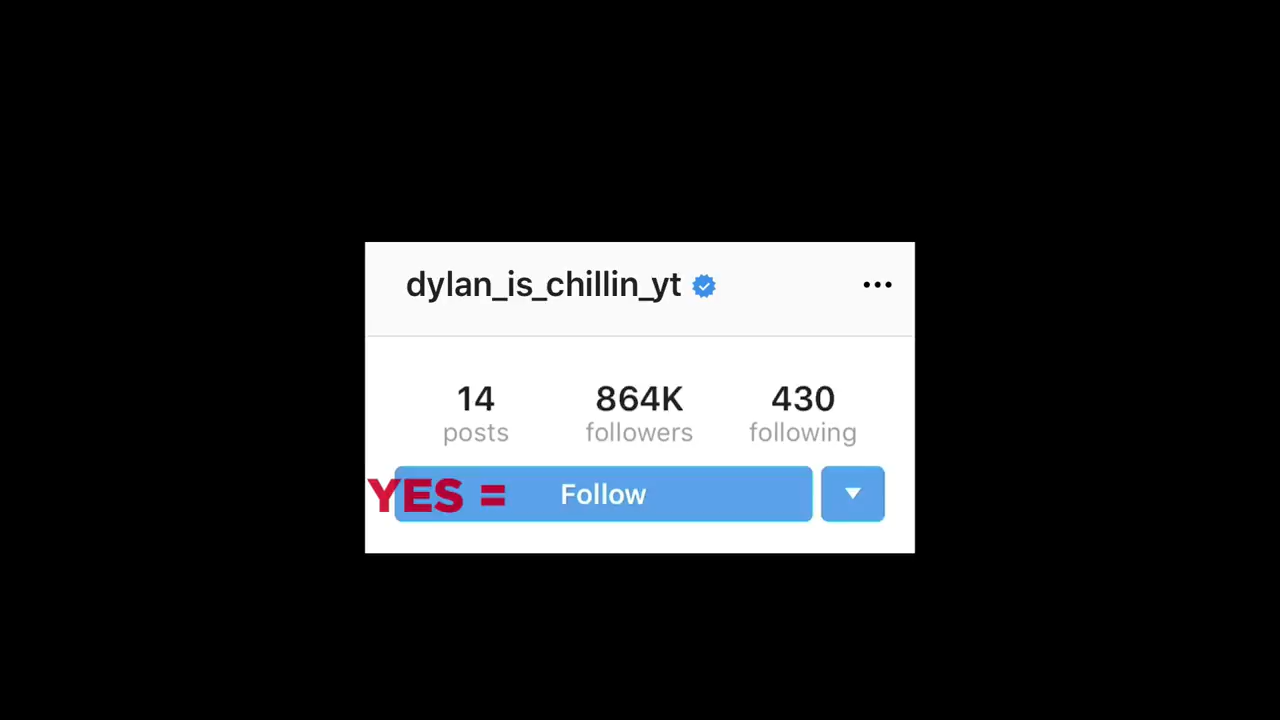 dylan_is_chillin_yt
14 864K 430
posts followers following
YES = Follow